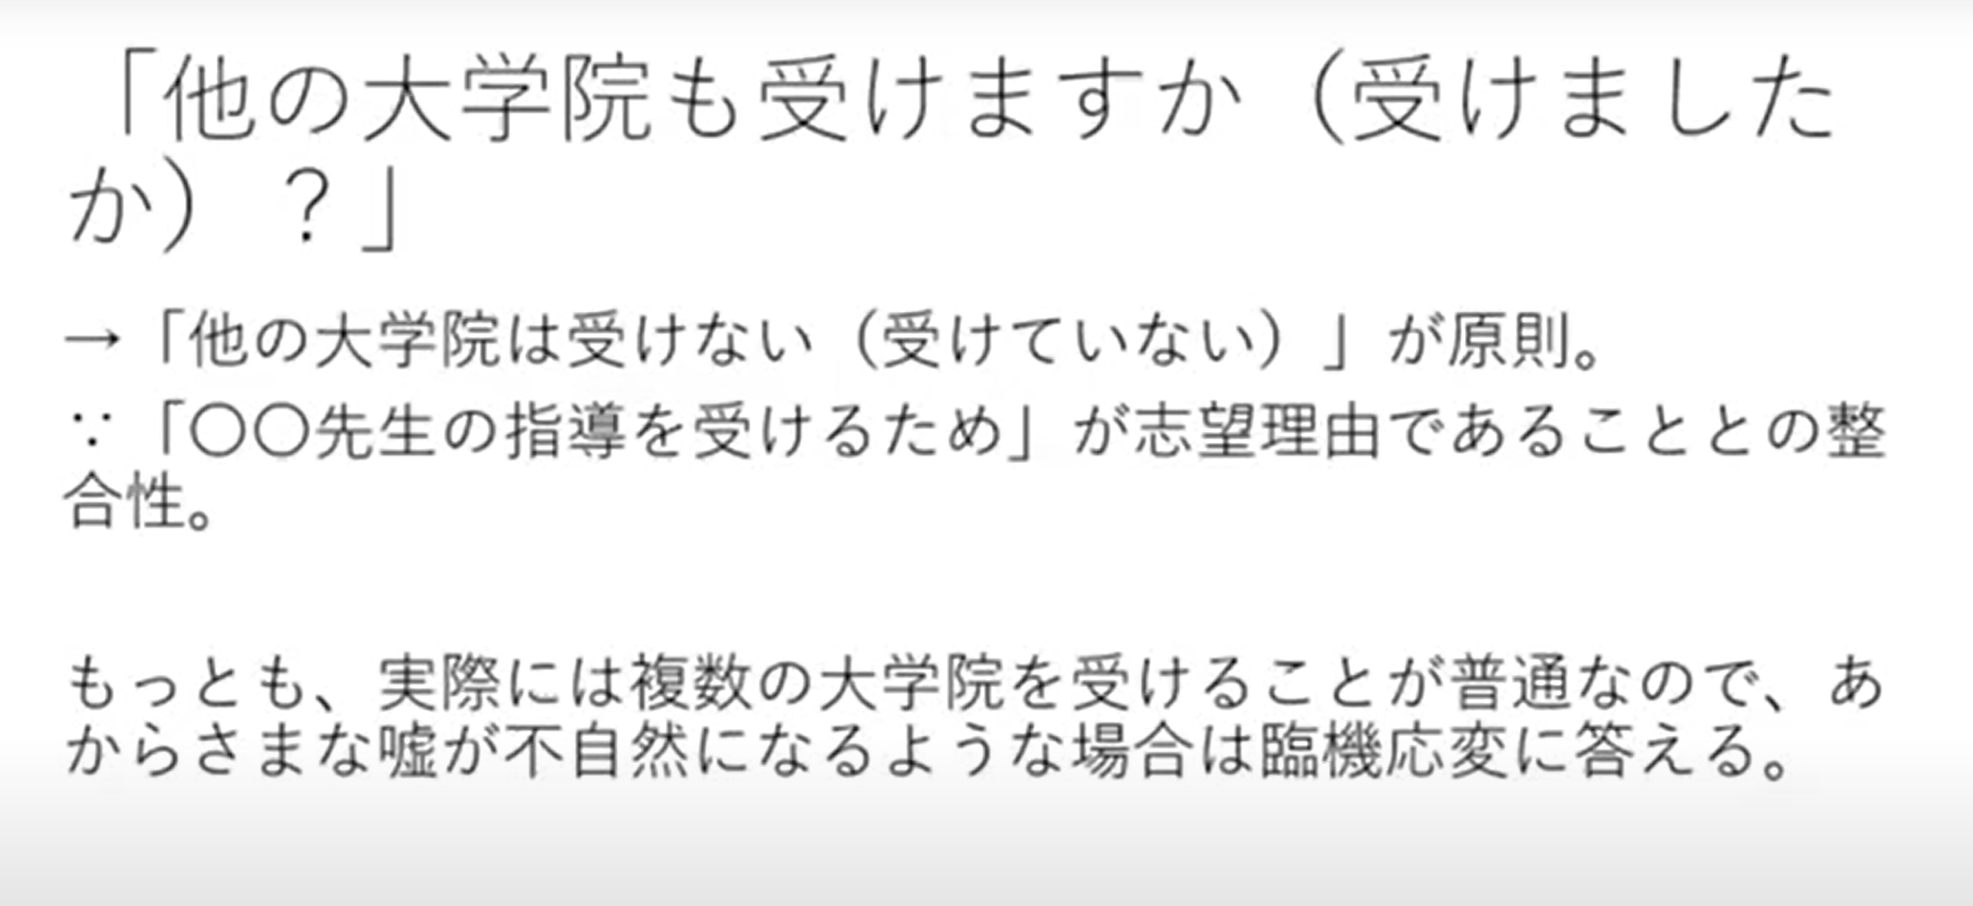 「他の大学院も受けますか（受けました
か）？」
→「他の大学院は受けない（受けていない）」が原則。
∵「〇〇先生の指導を受けるため」が志望理由であることとの整
合性。
もっとも、実際には複数の大学院を受けることが普通なので、あ
からさまな嘘が不自然になるような場合は臨機応変に答える。